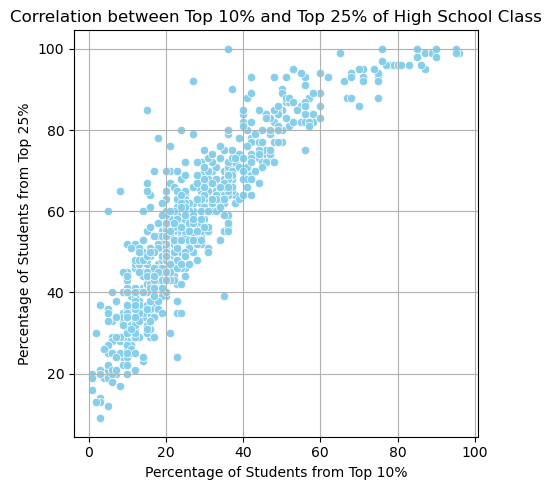 Correlation between Top 10% and Top 25% of High School Class
100
80
60
40
20
Percentage of Students from Top 25%
0 20 40 60 80 100
Percentage of Students from Top 10%